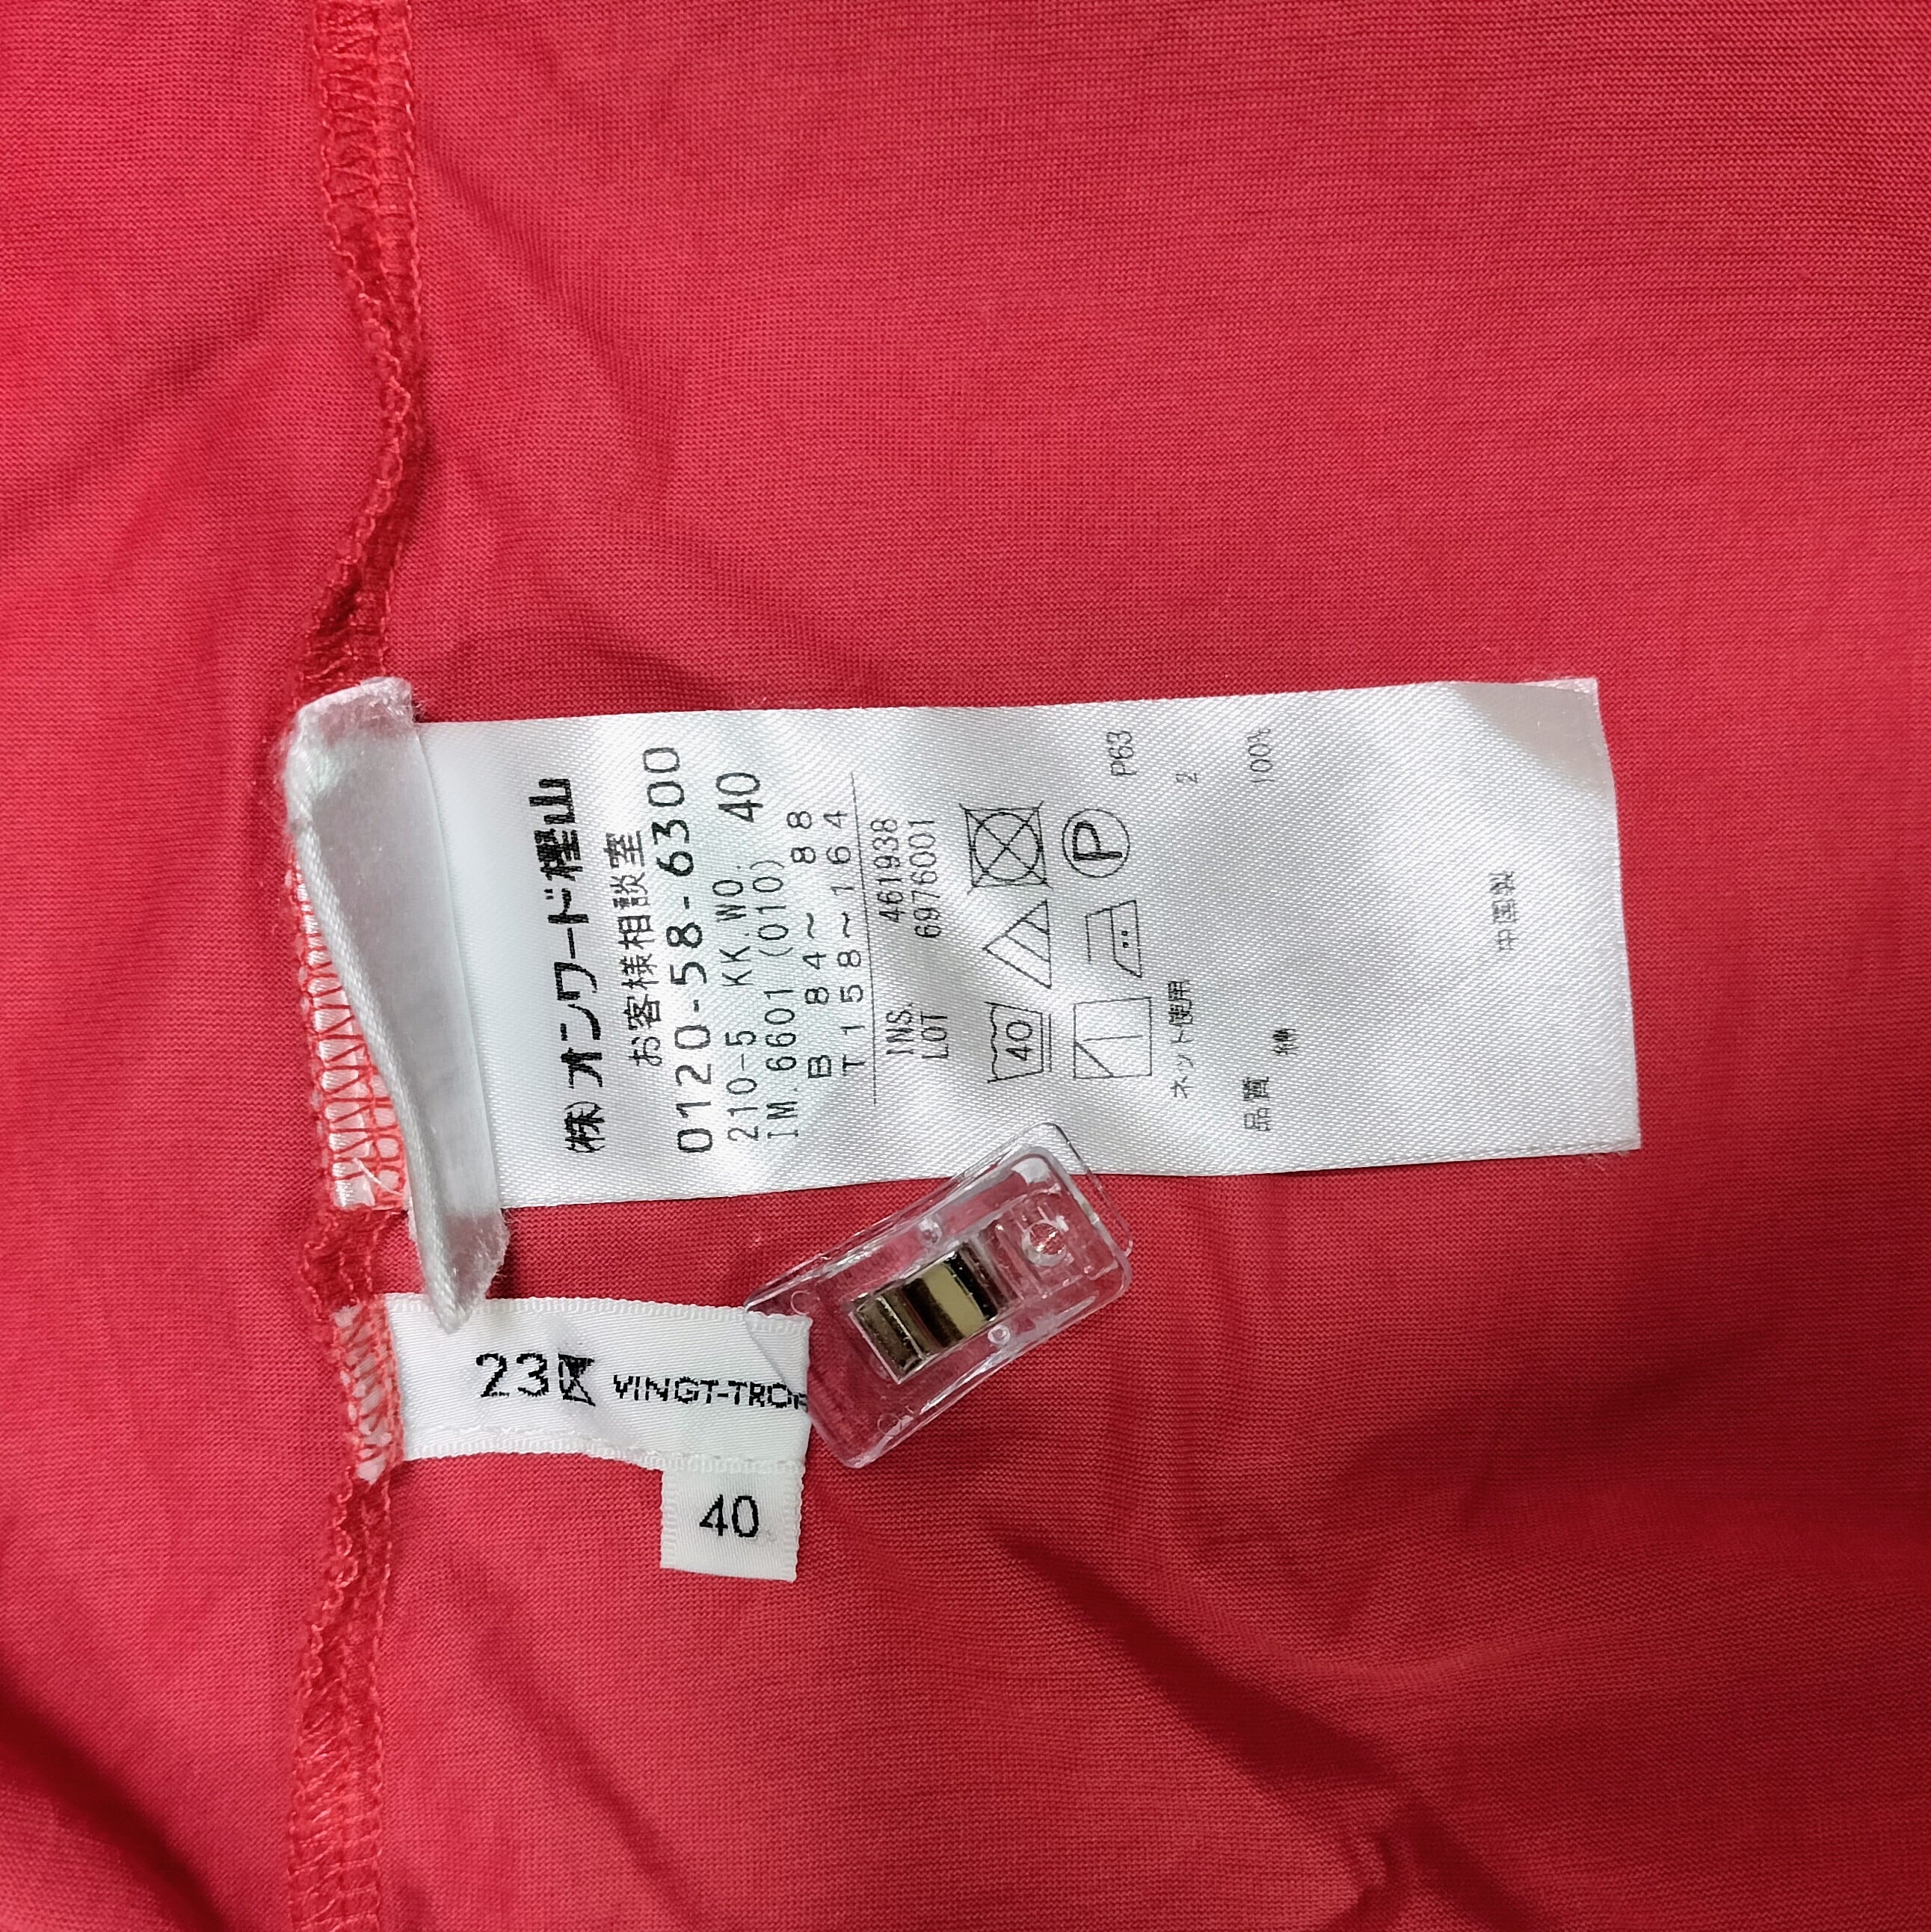 (株)オンワード樫山
お客様相談室
0120-58-6300
210-5 KK.WO. 40
IM.6601 (010)
B 84~ 88
T158~164
INS. 461938
LOT 6976001
40
P
P63
ネット使用 2
品質
綿 100%
中国製
23区 VINGT-TROI
40